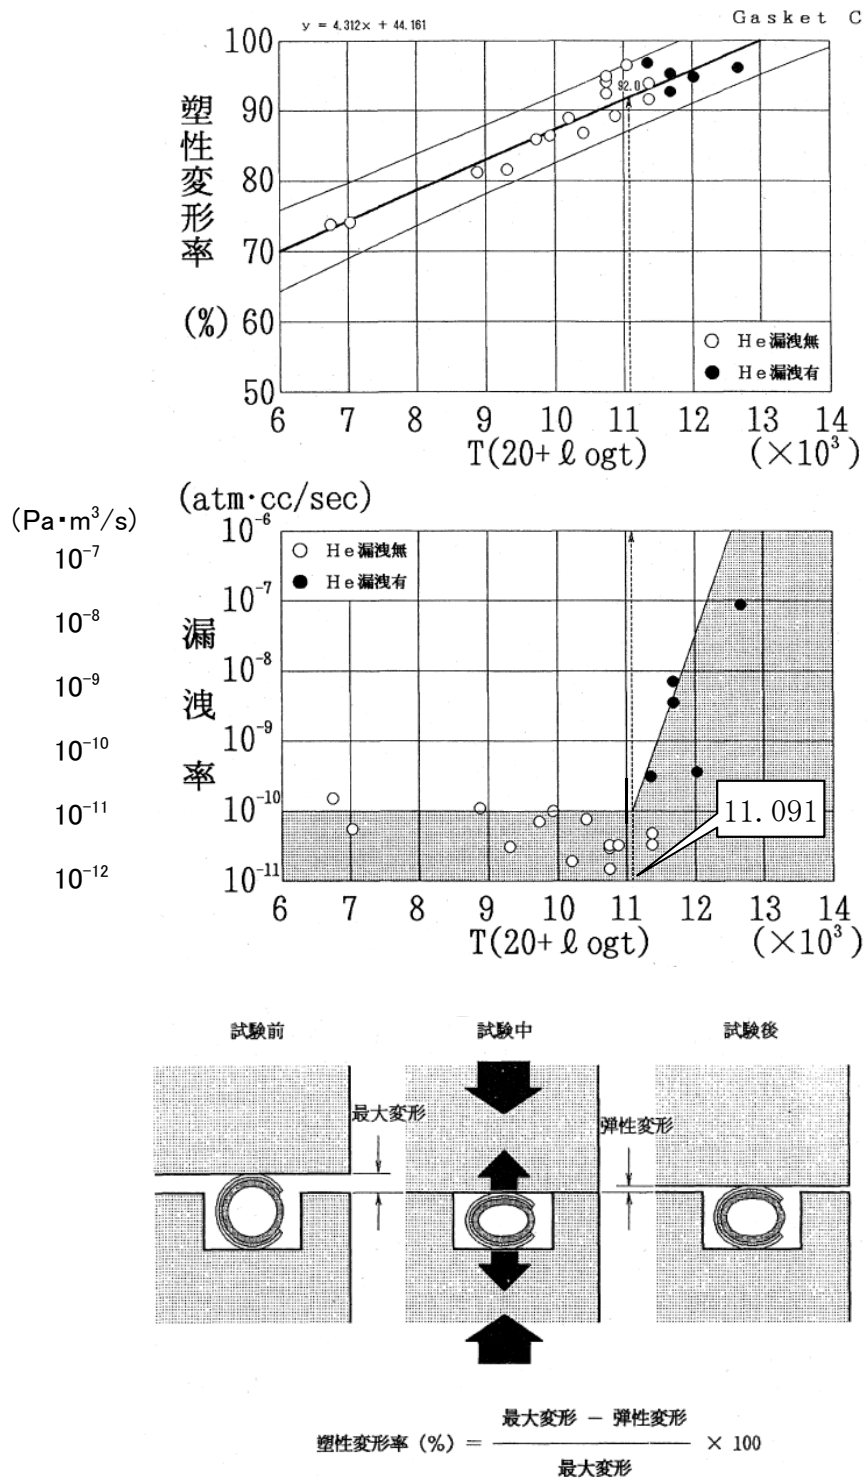 y = 4.312x + 44.161
Gasket C
100
90
80
70
60
50
塑性変形率
(%)
92.0
○ He漏洩無
● He漏洩有
6 7 8 9 10 11 12 13 14
T(20+ℓogt) (×10³)
(Pa・m³/s)
(atm·cc/sec)
10⁻⁷
10⁻⁸
10⁻⁹
10⁻¹⁰
10⁻¹¹
10⁻¹²
漏洩率
10⁻⁶
10⁻⁷
10⁻⁸
10⁻⁹
10⁻¹⁰
10⁻¹¹
○ He漏洩無
● He漏洩有
11.091
6 7 8 9 10 11 12 13 14
T(20+ℓogt) (×10³)
試験前 試験中 試験後
最大変形
弾性変形
塑性変形率(%) = (最大変形 − 弾性変形) / 最大変形 × 100